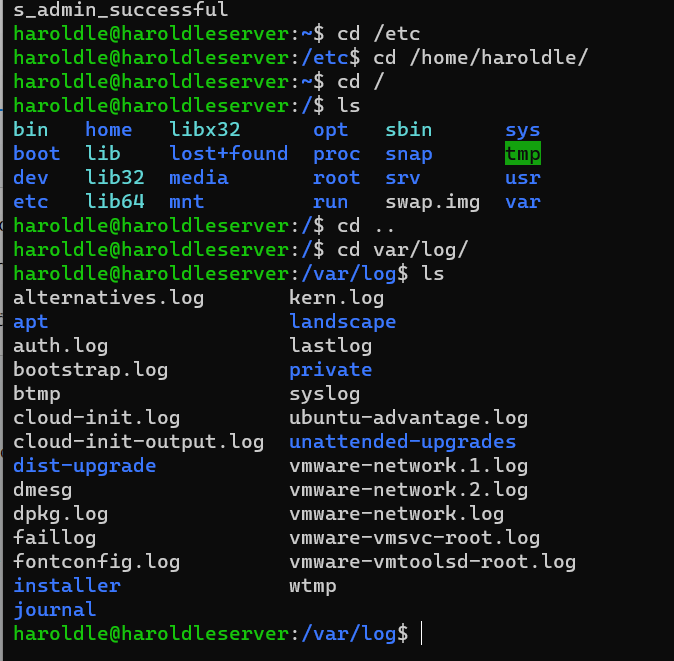 s_admin_successful
haroldle@haroldleserver:~$ cd /etc
haroldle@haroldleserver:/etc$ cd /home/haroldle/
haroldle@haroldleserver:~$ cd /
haroldle@haroldleserver:/$ ls
bin   home   libx32      opt   sbin      sys
boot  lib    lost+found  proc  snap      tmp
dev   lib32  media       root  srv       usr
etc   lib64  mnt         run   swap.img  var
haroldle@haroldleserver:/$ cd ..
haroldle@haroldleserver:/$ cd var/log/
haroldle@haroldleserver:/var/log$ ls
alternatives.log       kern.log
apt                    landscape
auth.log               lastlog
bootstrap.log          private
btmp                   syslog
cloud-init.log         ubuntu-advantage.log
cloud-init-output.log  unattended-upgrades
dist-upgrade           vmware-network.1.log
dmesg                  vmware-network.2.log
dpkg.log               vmware-network.log
faillog                vmware-vmsvc-root.log
fontconfig.log         vmware-vmtoolsd-root.log
installer              wtmp
journal
haroldle@haroldleserver:/var/log$